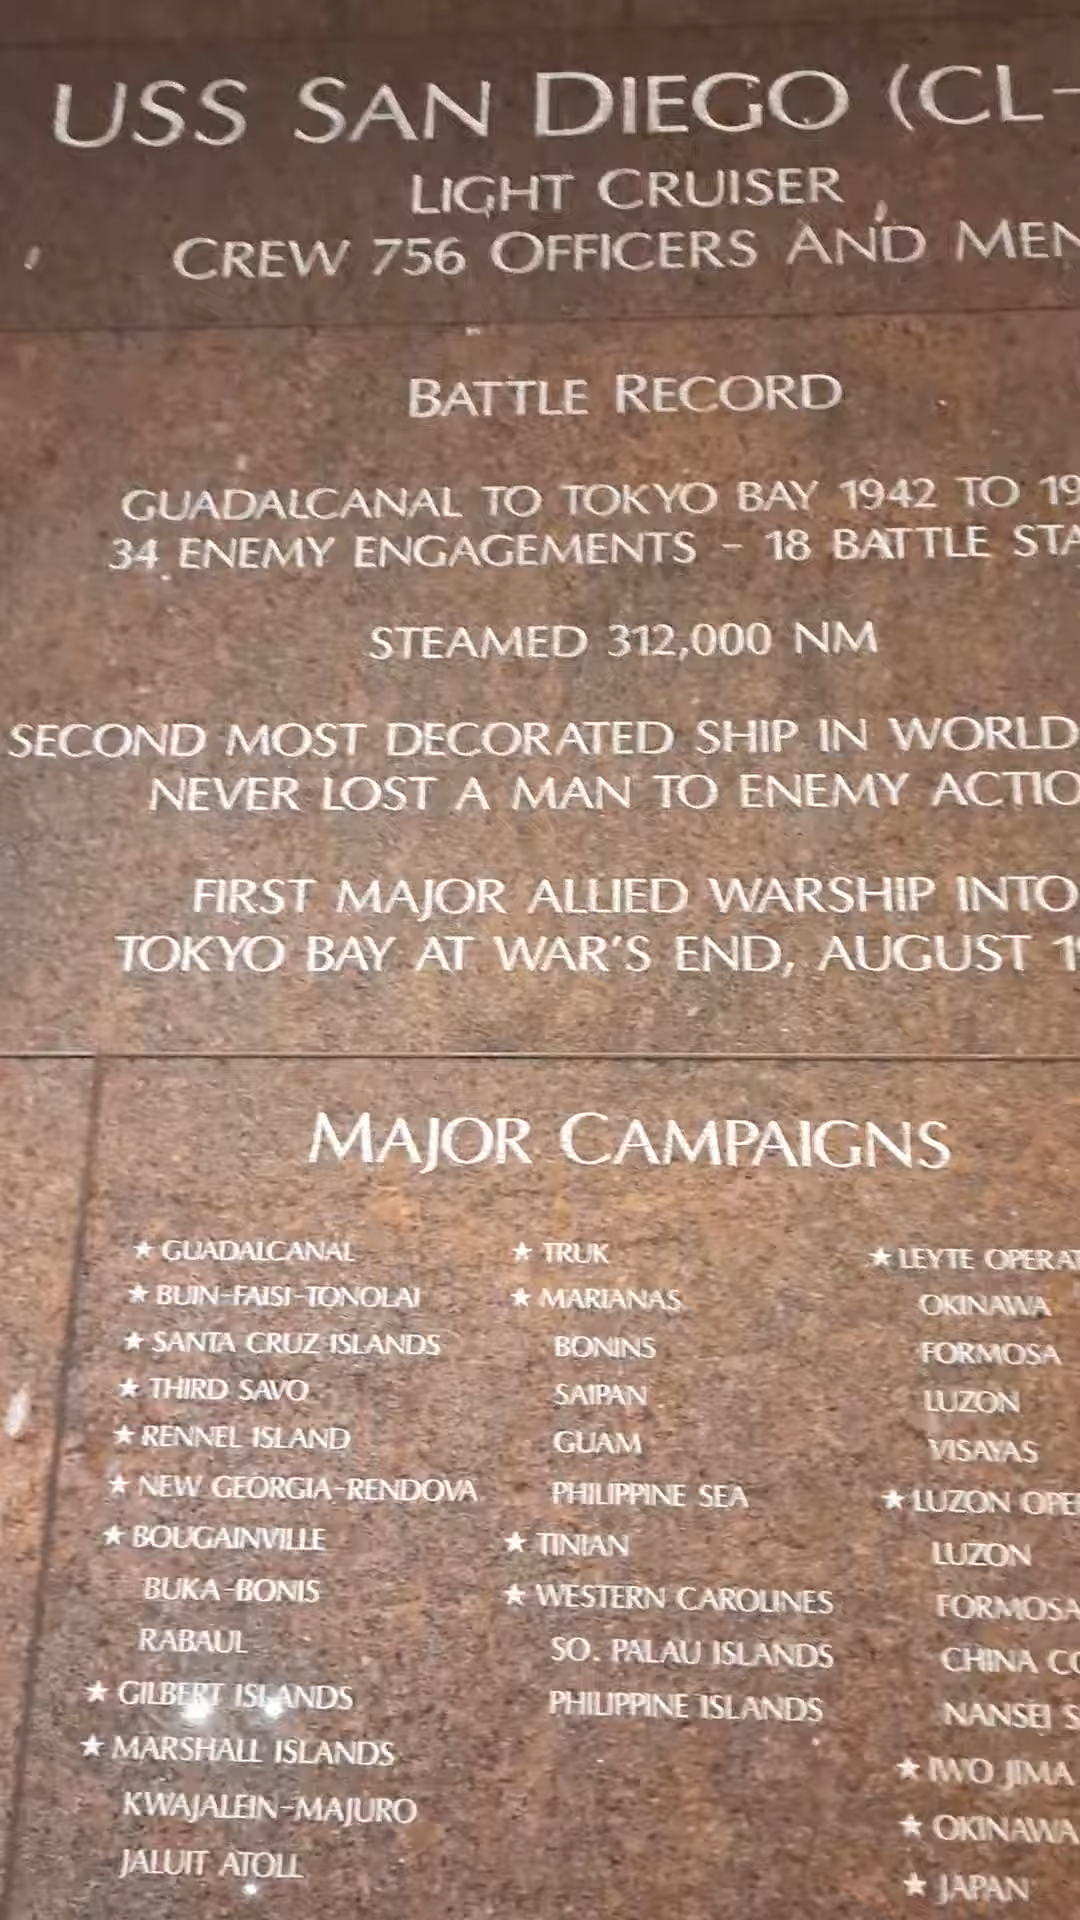 USS SAN DIEGO (CL-
LIGHT CRUISER
CREW 756 OFFICERS AND MEN
BATTLE RECORD
GUADALCANAL TO TOKYO BAY 1942 TO 19
34 ENEMY ENGAGEMENTS – 18 BATTLE STA
STEAMED 312,000 NM
SECOND MOST DECORATED SHIP IN WORLD
NEVER LOST A MAN TO ENEMY ACTIO
FIRST MAJOR ALLIED WARSHIP INTO
TOKYO BAY AT WAR'S END, AUGUST 19
MAJOR CAMPAIGNS
★ GUADALCANAL
★ BUIN-FAISI-TONOLAI
★ SANTA CRUZ ISLANDS
★ THIRD SAVO
★ RENNEL ISLAND
★ NEW GEORGIA-RENDOVA
★ BOUGAINVILLE
BUKA-BONIS
RABAUL
★ GILBERT ISLANDS
★ MARSHALL ISLANDS
KWAJALEIN-MAJURO
JALUIT ATOLL
★ TRUK
★ MARIANAS
BONINS
SAIPAN
GUAM
PHILIPPINE SEA
★ TINIAN
★ WESTERN CAROLINES
SO. PALAU ISLANDS
PHILIPPINE ISLANDS
★ LEYTE OPERAT
OKINAWA
FORMOSA
LUZON
VISAYAS
★ LUZON OPE
LUZON
FORMOSA
CHINA CO
NANSEI S
★ IWO JIMA
★ OKINAWA
★ JAPAN